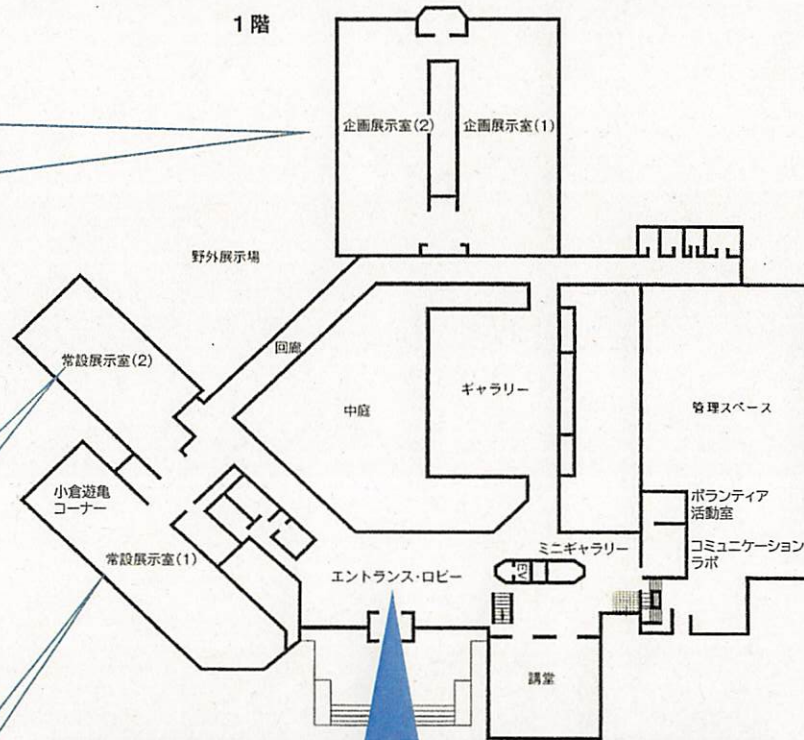 1階
企画展示室(2)
企画展示室(1)
野外展示場
回廊
常設展示室(2)
中庭
ギャラリー
管理スペース
小倉遊亀
コーナー
常設展示室(1)
ボランティア
活動室
コミュニケーション
ラボ
ミニギャラリー
エントランス・ロビー
EV
講堂